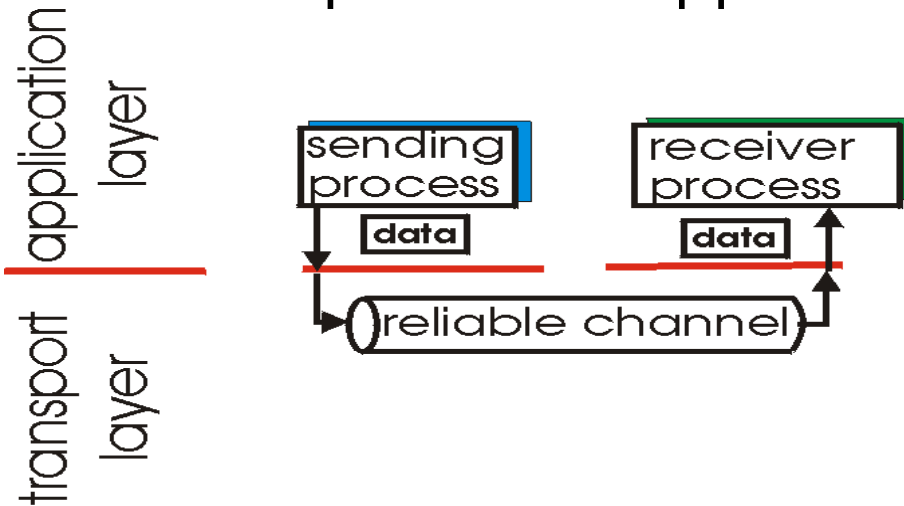 application
layer
sending
process
receiver
process
data
data
reliable channel
transport
layer